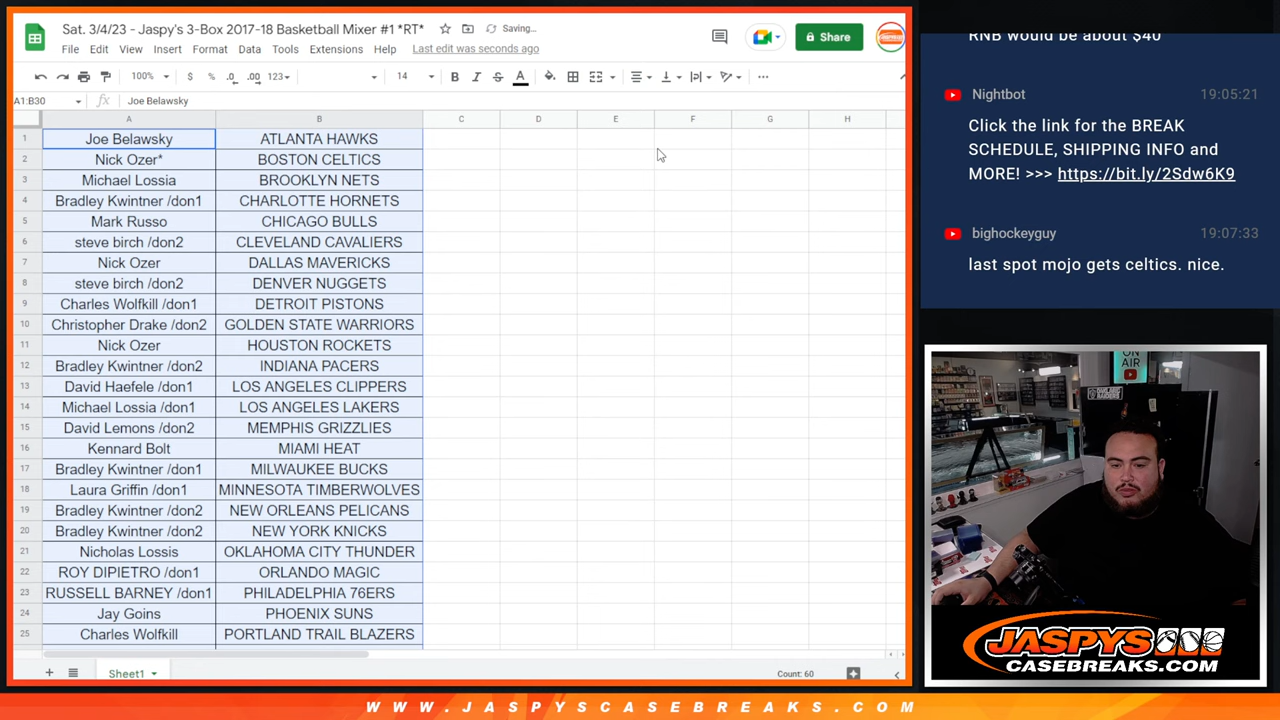 Sat. 3/4/23 - Jaspy's 3-Box 2017-18 Basketball Mixer #1 *RT*
Saving...
File Edit View Insert Format Data Tools Extensions Help Last edit was seconds ago
Share
100% $ % .0 .00 123 14 B I S A
A1:B30 fx Joe Belawsky
A B C D E F G H
1 Joe Belawsky ATLANTA HAWKS
2 Nick Ozer* BOSTON CELTICS
3 Michael Lossia BROOKLYN NETS
4 Bradley Kwintner /don1 CHARLOTTE HORNETS
5 Mark Russo CHICAGO BULLS
6 steve birch /don2 CLEVELAND CAVALIERS
7 Nick Ozer DALLAS MAVERICKS
8 steve birch /don2 DENVER NUGGETS
9 Charles Wolfkill /don1 DETROIT PISTONS
10 Christopher Drake /don2 GOLDEN STATE WARRIORS
11 Nick Ozer HOUSTON ROCKETS
12 Bradley Kwintner /don2 INDIANA PACERS
13 David Haefele /don1 LOS ANGELES CLIPPERS
14 Michael Lossia /don1 LOS ANGELES LAKERS
15 David Lemons /don2 MEMPHIS GRIZZLIES
16 Kennard Bolt MIAMI HEAT
17 Bradley Kwintner /don1 MILWAUKEE BUCKS
18 Laura Griffin /don1 MINNESOTA TIMBERWOLVES
19 Bradley Kwintner /don2 NEW ORLEANS PELICANS
20 Bradley Kwintner /don2 NEW YORK KNICKS
21 Nicholas Lossis OKLAHOMA CITY THUNDER
22 ROY DIPIETRO /don1 ORLANDO MAGIC
23 RUSSELL BARNEY /don1 PHILADELPHIA 76ERS
24 Jay Goins PHOENIX SUNS
25 Charles Wolfkill PORTLAND TRAIL BLAZERS
Sheet1 Count: 60
RNB would be about $40
Nightbot 19:05:21
Click the link for the BREAK
SCHEDULE, SHIPPING INFO and
MORE! >>> https://bit.ly/2Sdw6K9
bighockeyguy 19:07:33
last spot mojo gets celtics. nice.
ON
AIR
JASPYS
CASEBREAKS.COM
WWW.JASPYSCASEBREAKS.COM